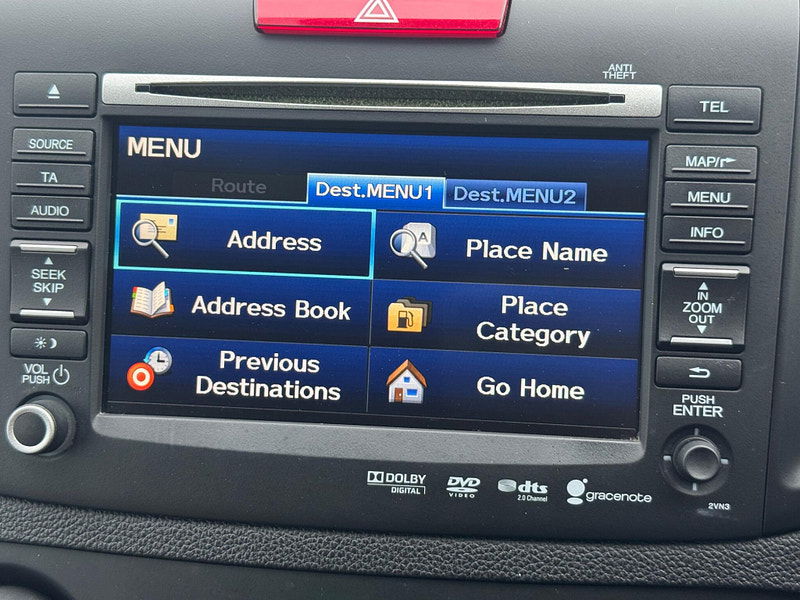 ANTI
THEFT
SOURCE
TA
AUDIO
SEEK
SKIP
VOL
PUSH
MENU
Route
Dest.MENU1
Dest.MENU2
Address
A
Place Name
Address Book
Place
Category
Previous
Destinations
Go Home
TEL
MAP/
MENU
INFO
IN
ZOOM
OUT
PUSH
ENTER
DOLBY
DIGITAL
DVD
VIDEO
dts
2.0 Channel
gracenote
2VN3